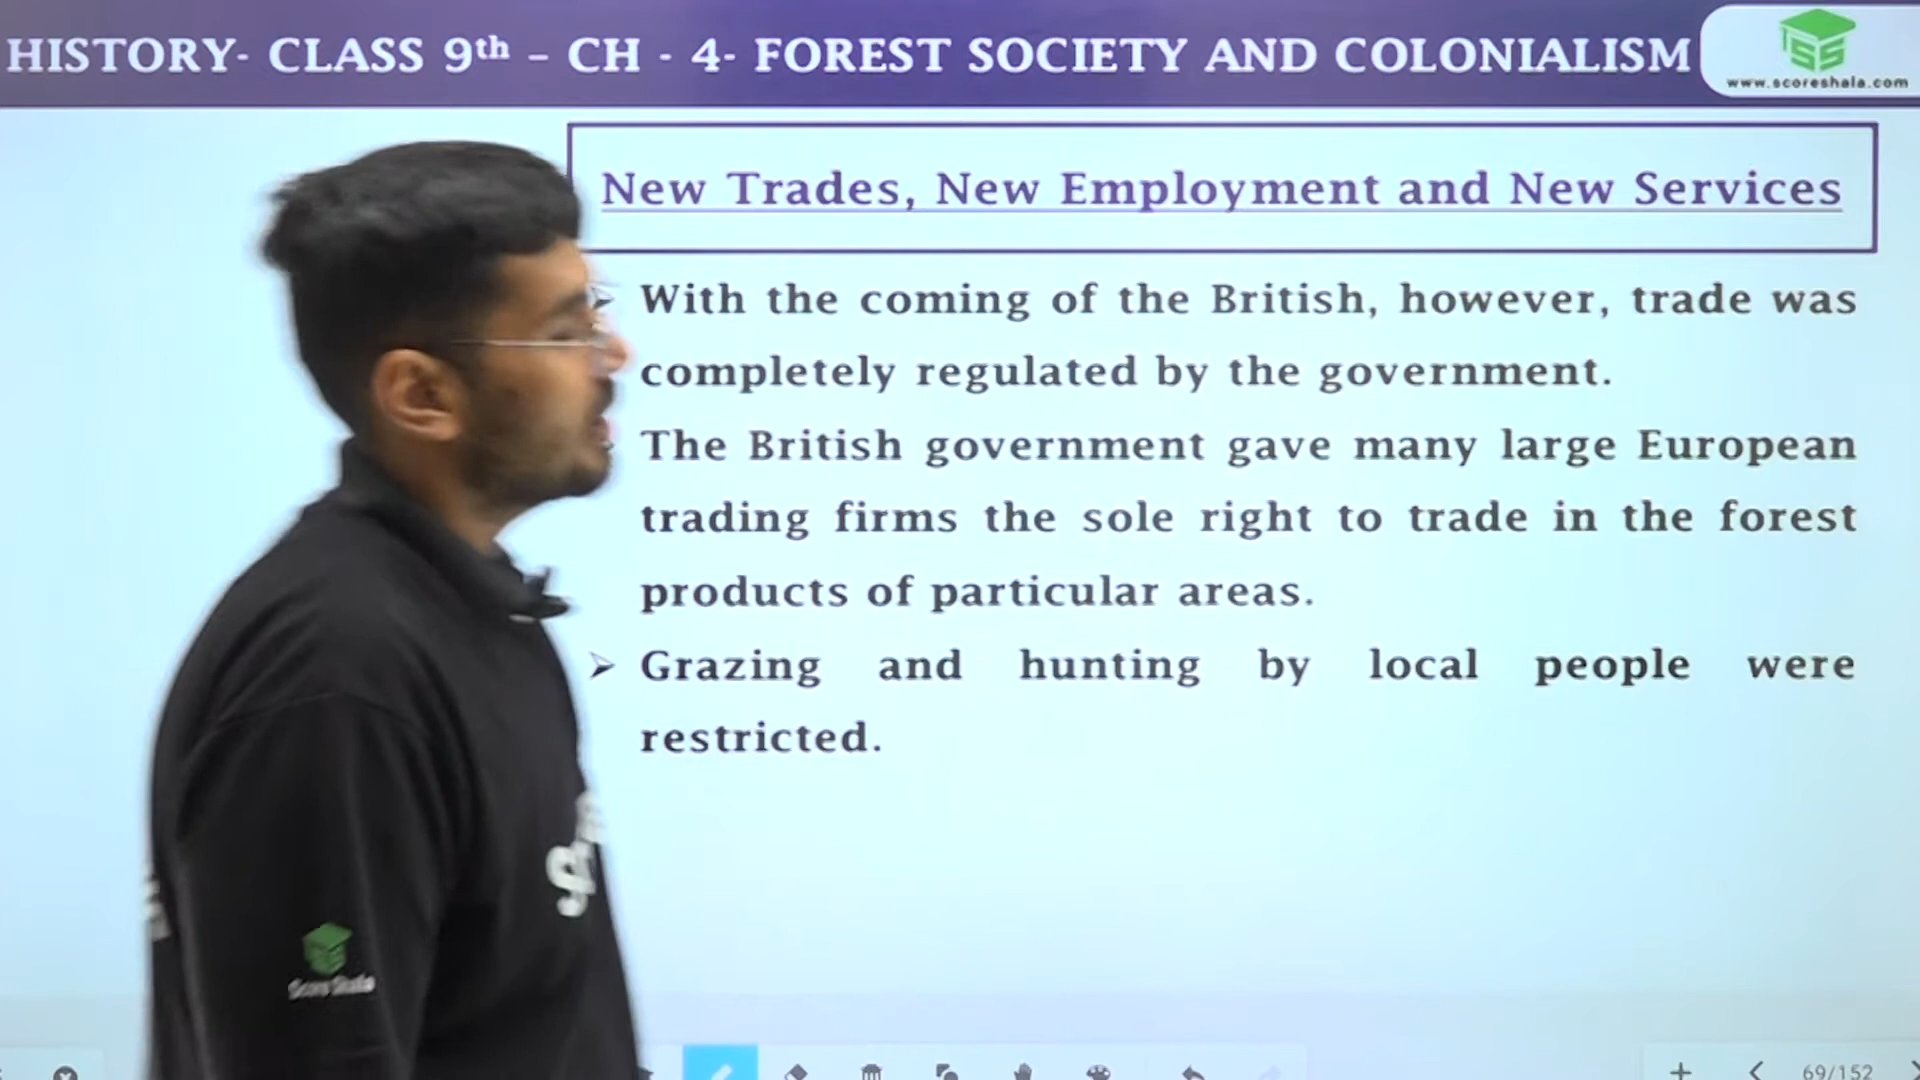 HISTORY- CLASS 9th – CH - 4- FOREST SOCIETY AND COLONIALISM
www.scoreshala.com
New Trades, New Employment and New Services
With the coming of the British, however, trade was
completely regulated by the government.
The British government gave many large European
trading firms the sole right to trade in the forest
products of particular areas.
Grazing and hunting by local people were
restricted.
Score Shala
69/152